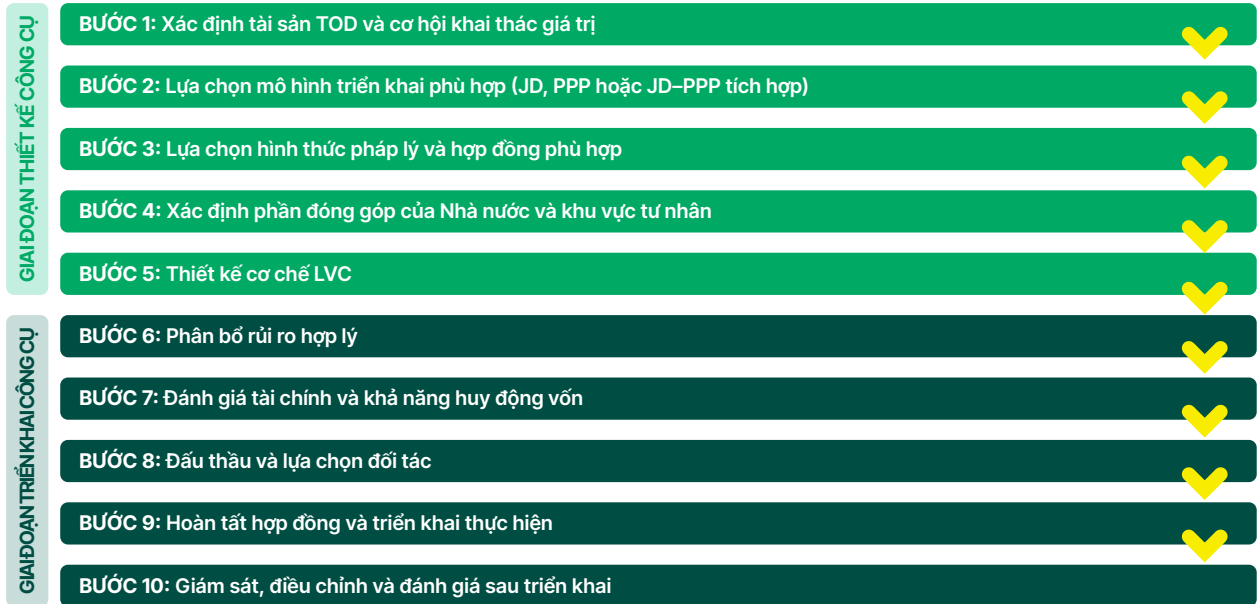 GIAI ĐOẠN THIẾT KẾ CÔNG CỤ
BƯỚC 1: Xác định tài sản TOD và cơ hội khai thác giá trị
BƯỚC 2: Lựa chọn mô hình triển khai phù hợp (JD, PPP hoặc JD–PPP tích hợp)
BƯỚC 3: Lựa chọn hình thức pháp lý và hợp đồng phù hợp
BƯỚC 4: Xác định phần đóng góp của Nhà nước và khu vực tư nhân
BƯỚC 5: Thiết kế cơ chế LVC
GIAI ĐOẠN TRIỂN KHAI CÔNG CỤ
BƯỚC 6: Phân bổ rủi ro hợp lý
BƯỚC 7: Đánh giá tài chính và khả năng huy động vốn
BƯỚC 8: Đấu thầu và lựa chọn đối tác
BƯỚC 9: Hoàn tất hợp đồng và triển khai thực hiện
BƯỚC 10: Giám sát, điều chỉnh và đánh giá sau triển khai